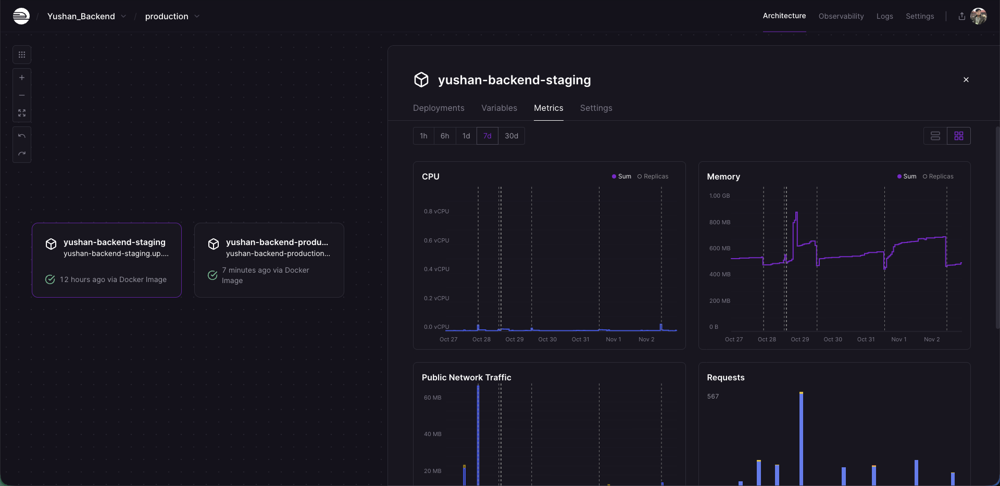 Yushan_Backend
production
Architecture
Observability
Logs
Settings
yushan-backend-staging
yushan-backend-staging.up....
12 hours ago via Docker Image
yushan-backend-produ...
yushan-backend-production...
7 minutes ago via Docker
Image
yushan-backend-staging
Deployments
Variables
Metrics
Settings
1h
6h
1d
7d
30d
CPU
Sum
Replicas
0.8 vCPU
0.6 vCPU
0.4 vCPU
0.2 vCPU
0.0 vCPU
Oct 27
Oct 28
Oct 29
Oct 30
Oct 31
Nov 1
Nov 2
Memory
Sum
Replicas
1.00 GB
800 MB
600 MB
400 MB
200 MB
0 B
Oct 27
Oct 28
Oct 29
Oct 30
Oct 31
Nov 1
Nov 2
Public Network Traffic
60 MB
40 MB
20 MB
Requests
567